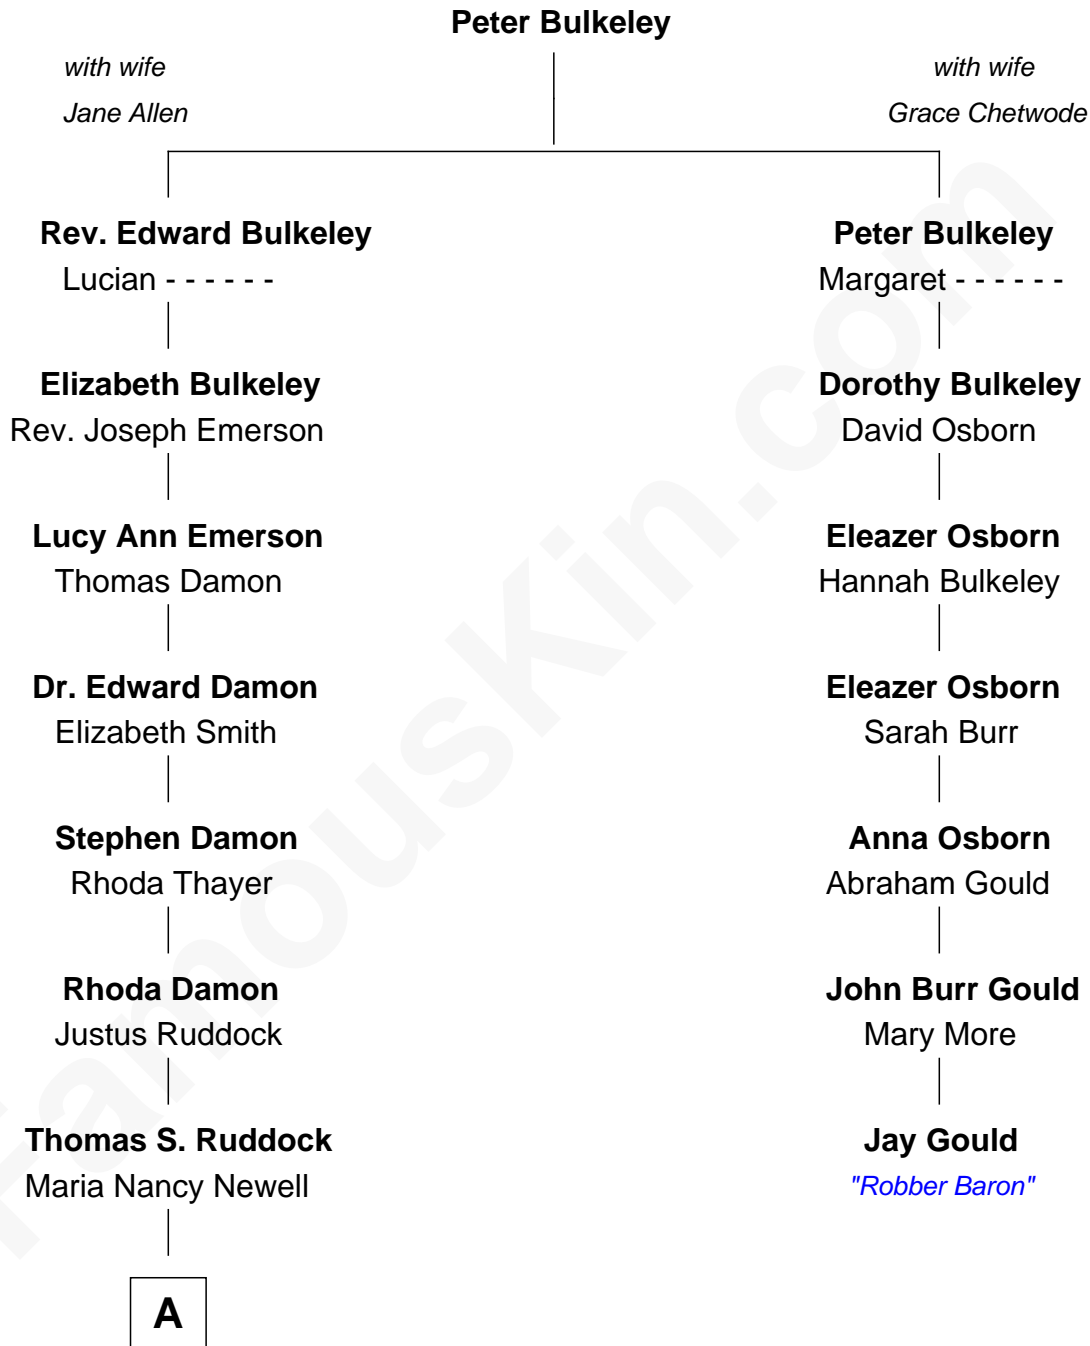 Peter Bulkeley
with wife
Jane Allen
with wife
Grace Chetwode
Rev. Edward Bulkeley
Lucian - - - - - -
Peter Bulkeley
Margaret - - - - - -
Elizabeth Bulkeley
Rev. Joseph Emerson
Dorothy Bulkeley
David Osborn
Lucy Ann Emerson
Thomas Damon
Eleazer Osborn
Hannah Bulkeley
Dr. Edward Damon
Elizabeth Smith
Eleazer Osborn
Sarah Burr
Stephen Damon
Rhoda Thayer
Anna Osborn
Abraham Gould
Rhoda Damon
Justus Ruddock
John Burr Gould
Mary More
Thomas S. Ruddock
Maria Nancy Newell
Jay Gould
"Robber Baron"
A
FamousKin.com